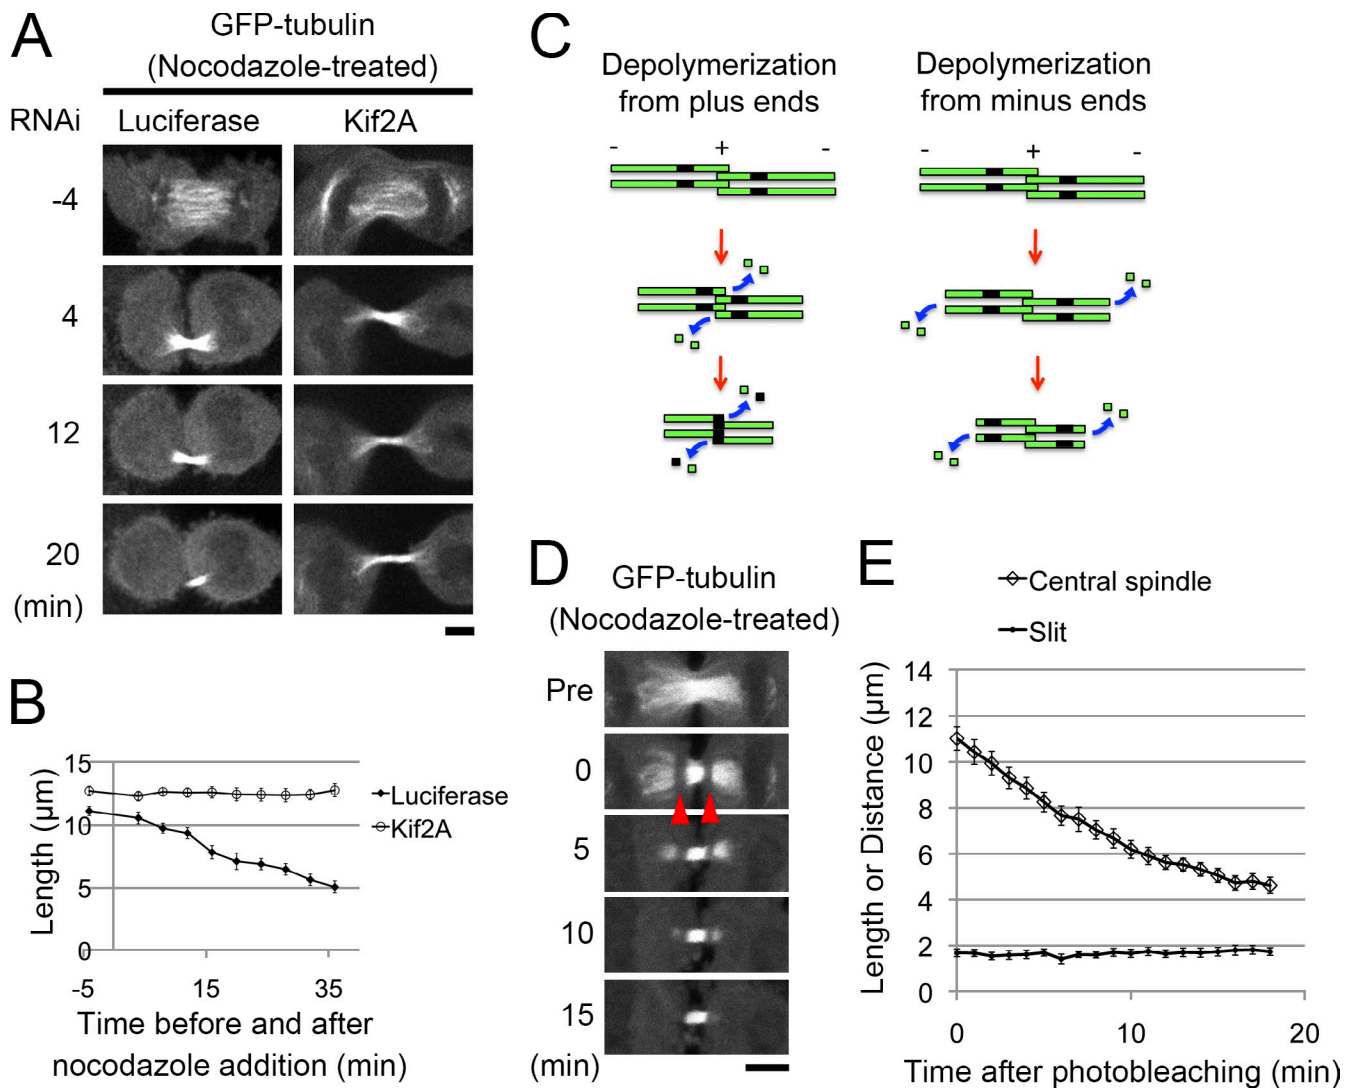 A
GFP-tubulin
(Nocodazole-treated)
RNAi Luciferase Kif2A
-4
4
12
20
(min)
B
Length (µm)
15
10
5
0
-5 15 35
Time before and after
nocodazole addition (min)
Luciferase
Kif2A
C
Depolymerization
from plus ends
- + -
Depolymerization
from minus ends
- + -
D
GFP-tubulin
(Nocodazole-treated)
Pre
0
5
10
15
(min)
E
Central spindle
Slit
Length or Distance (µm)
14
12
10
8
6
4
2
0
0 10 20
Time after photobleaching (min)